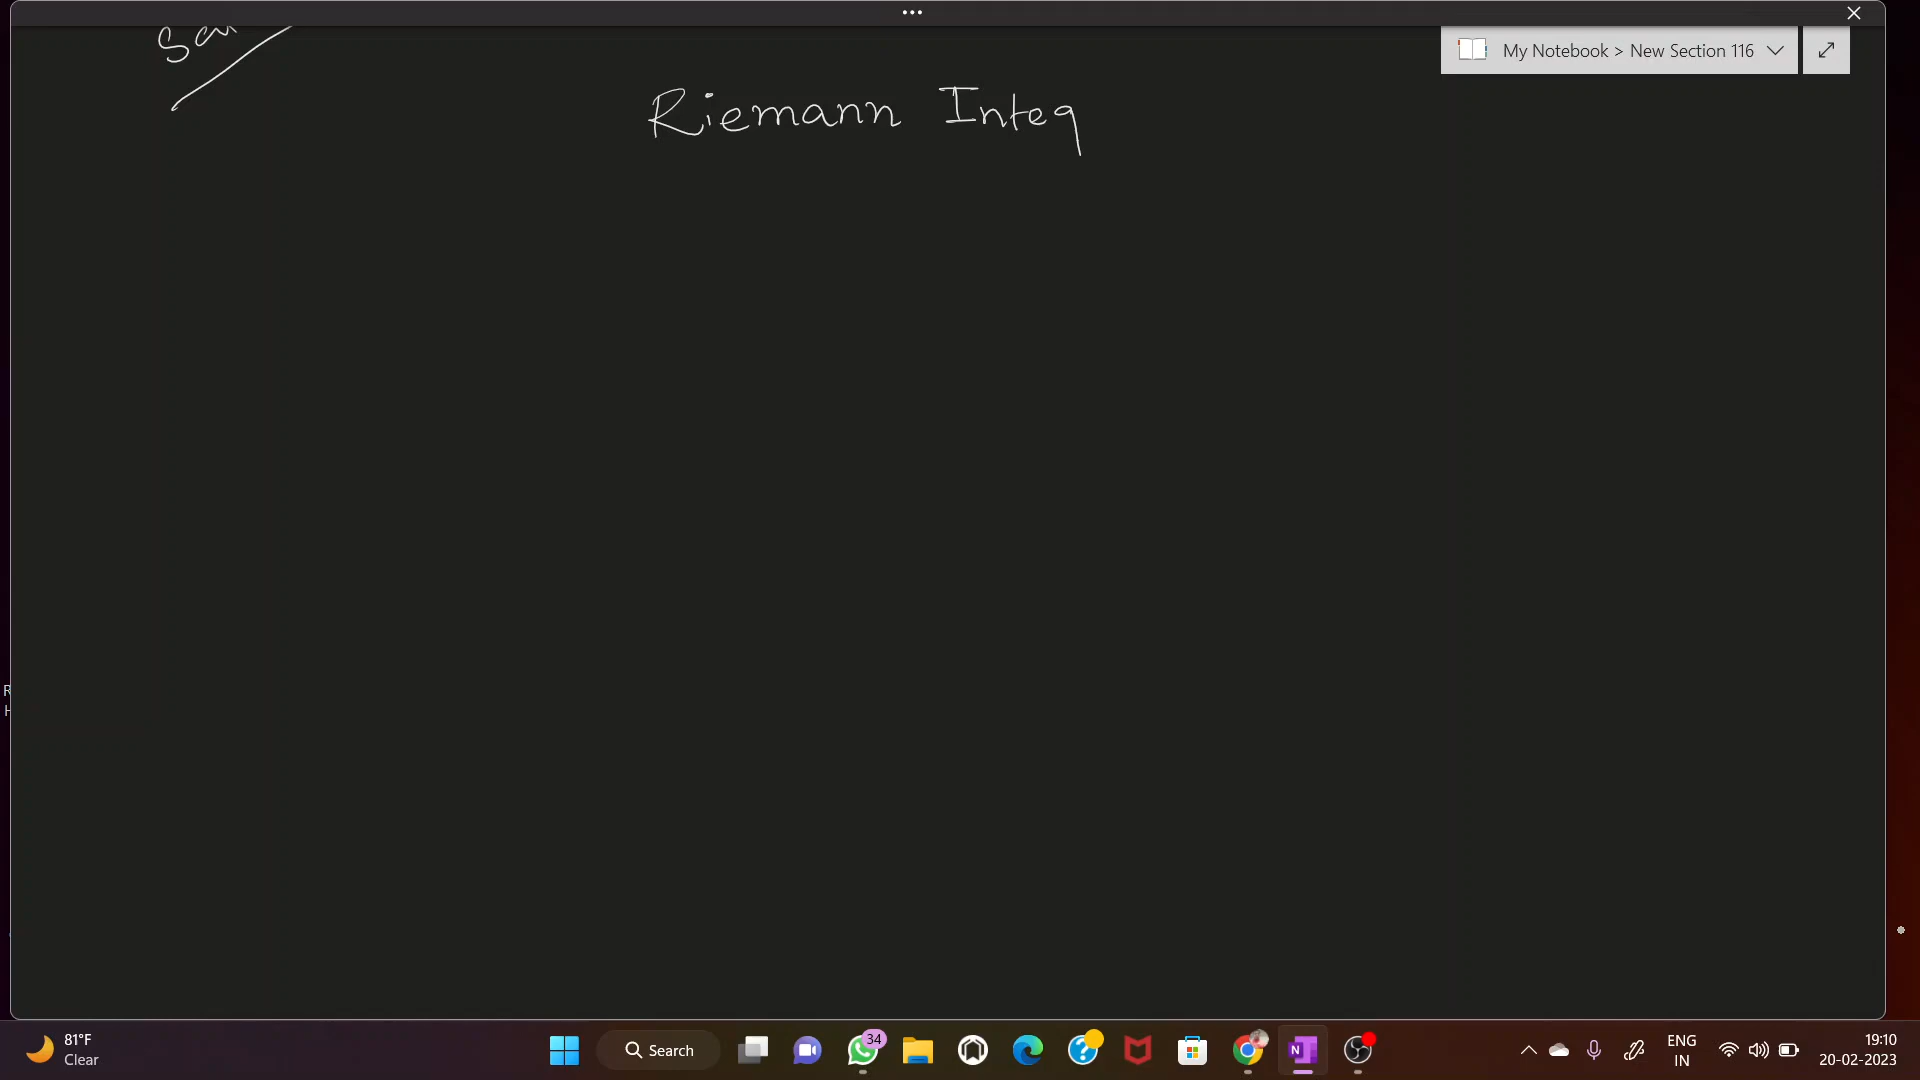 My Notebook > New Section 116
Riemann Integ
R
H
81°F
Clear
Search
34
ENG
IN
19:10
20-02-2023